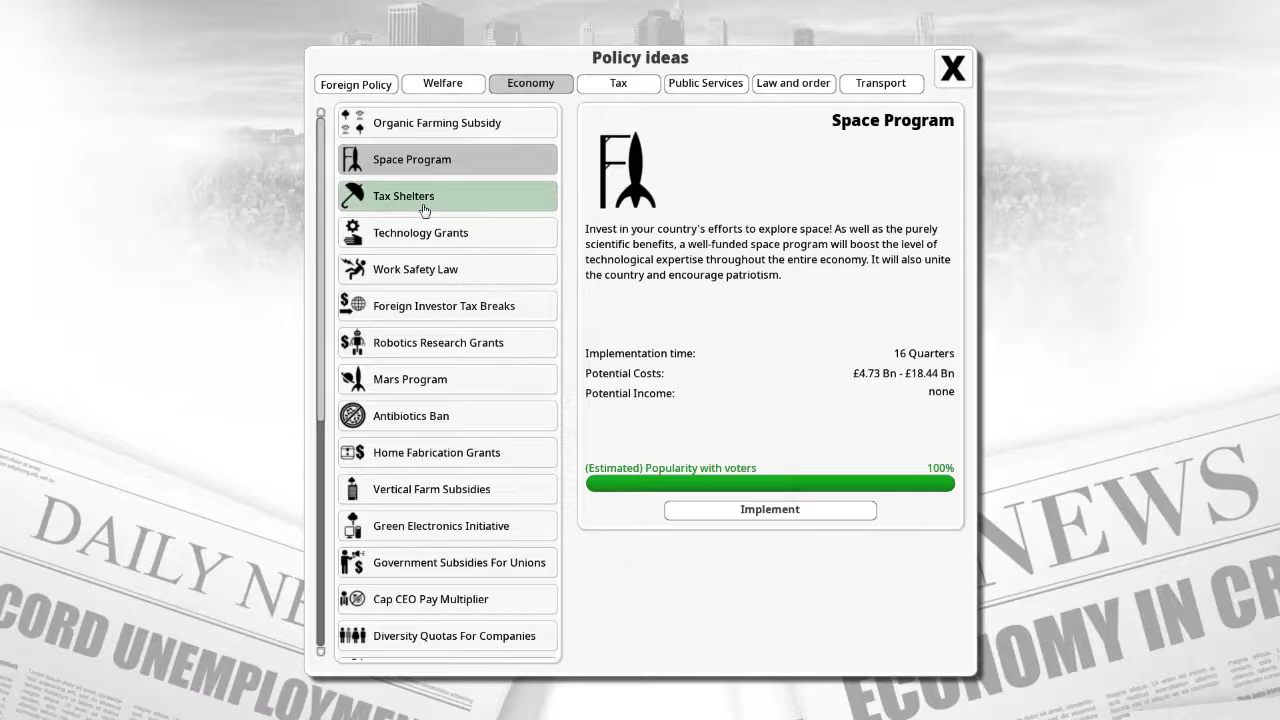 Policy ideas
X
Foreign Policy
Welfare
Economy
Tax
Public Services
Law and order
Transport
Organic Farming Subsidy
Space Program
Tax Shelters
Technology Grants
Work Safety Law
Foreign Investor Tax Breaks
Robotics Research Grants
Mars Program
Antibiotics Ban
Home Fabrication Grants
Vertical Farm Subsidies
Green Electronics Initiative
Government Subsidies For Unions
Cap CEO Pay Multiplier
Diversity Quotas For Companies
Space Program
Invest in your country's efforts to explore space! As well as the purely
scientific benefits, a well-funded space program will boost the level of
technological expertise throughout the entire economy. It will also unite
the country and encourage patriotism.
Implementation time: 16 Quarters
Potential Costs: £4.73 Bn - £18.44 Bn
Potential Income: none
(Estimated) Popularity with voters 100%
Implement
DAILY NE
CORD UNEMPLOYM
NEWS
ECONOMY IN CR